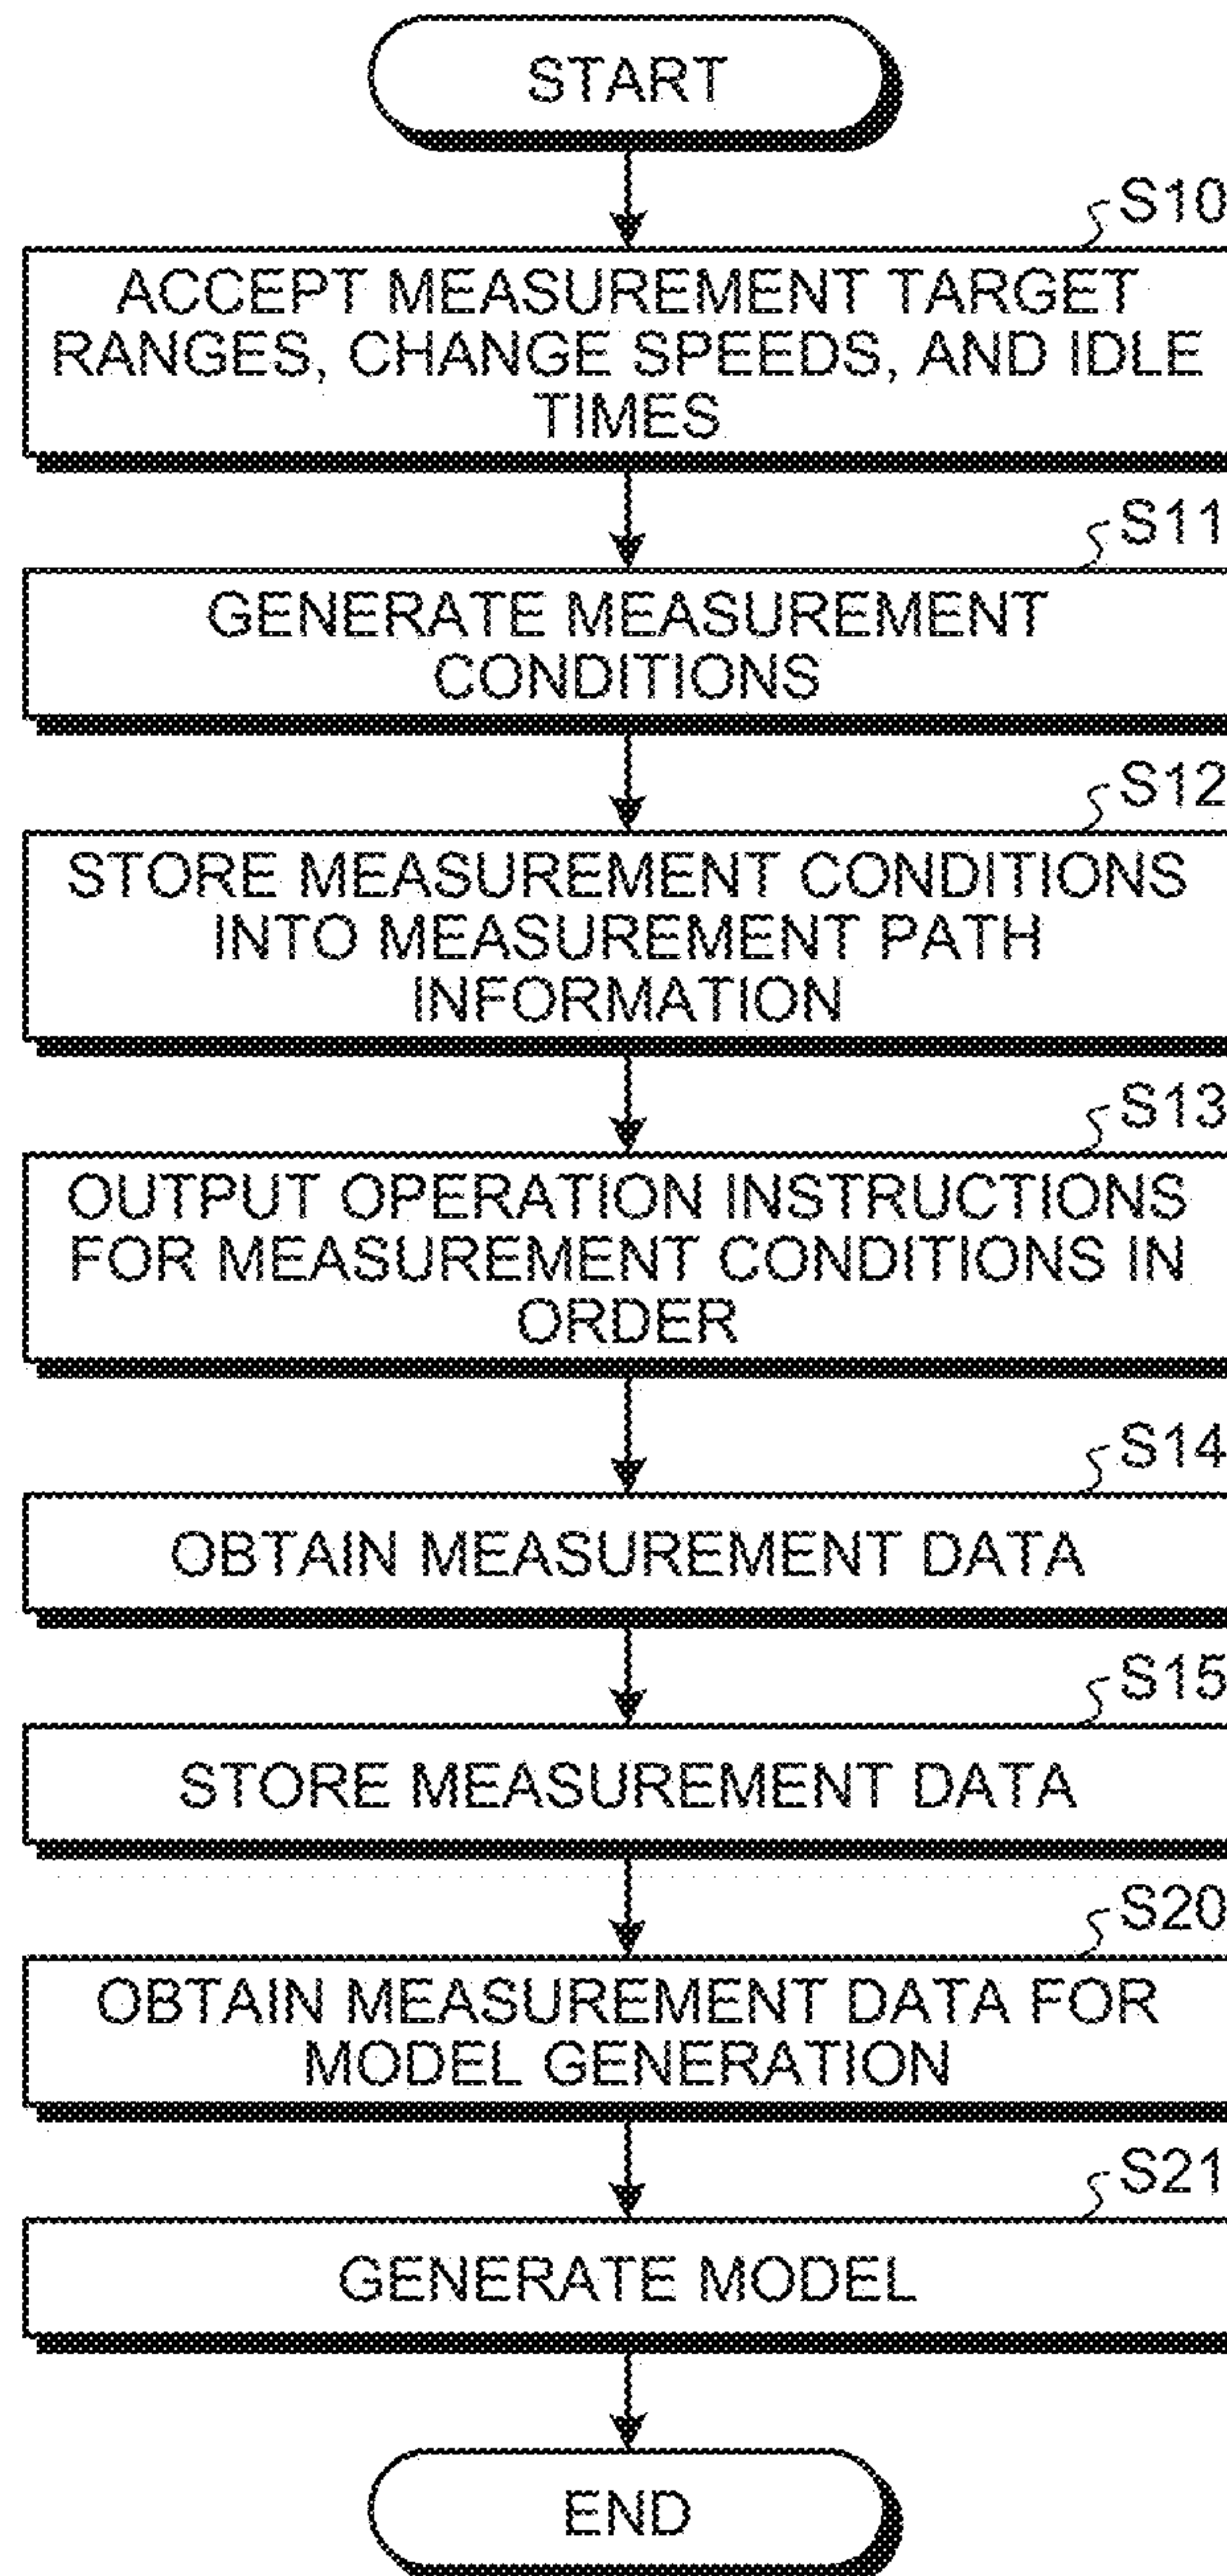 START
S10
ACCEPT MEASUREMENT TARGET
RANGES, CHANGE SPEEDS, AND IDLE
TIMES
S11
GENERATE MEASUREMENT
CONDITIONS
S12
STORE MEASUREMENT CONDITIONS
INTO MEASUREMENT PATH
INFORMATION
S13
OUTPUT OPERATION INSTRUCTIONS
FOR MEASUREMENT CONDITIONS IN
ORDER
S14
OBTAIN MEASUREMENT DATA
S15
STORE MEASUREMENT DATA
S20
OBTAIN MEASUREMENT DATA FOR
MODEL GENERATION
S21
GENERATE MODEL
END